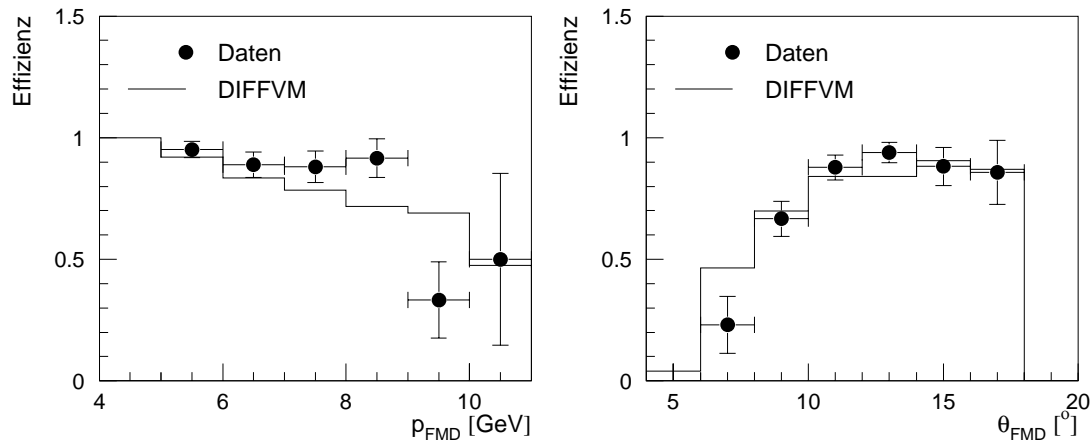 Effizienz
1.5
1
0.5
0
Daten
DIFFVM
4
6
8
10
p_FMD [GeV]
Effizienz
1.5
1
0.5
0
Daten
DIFFVM
5
10
15
20
θ_FMD [°]